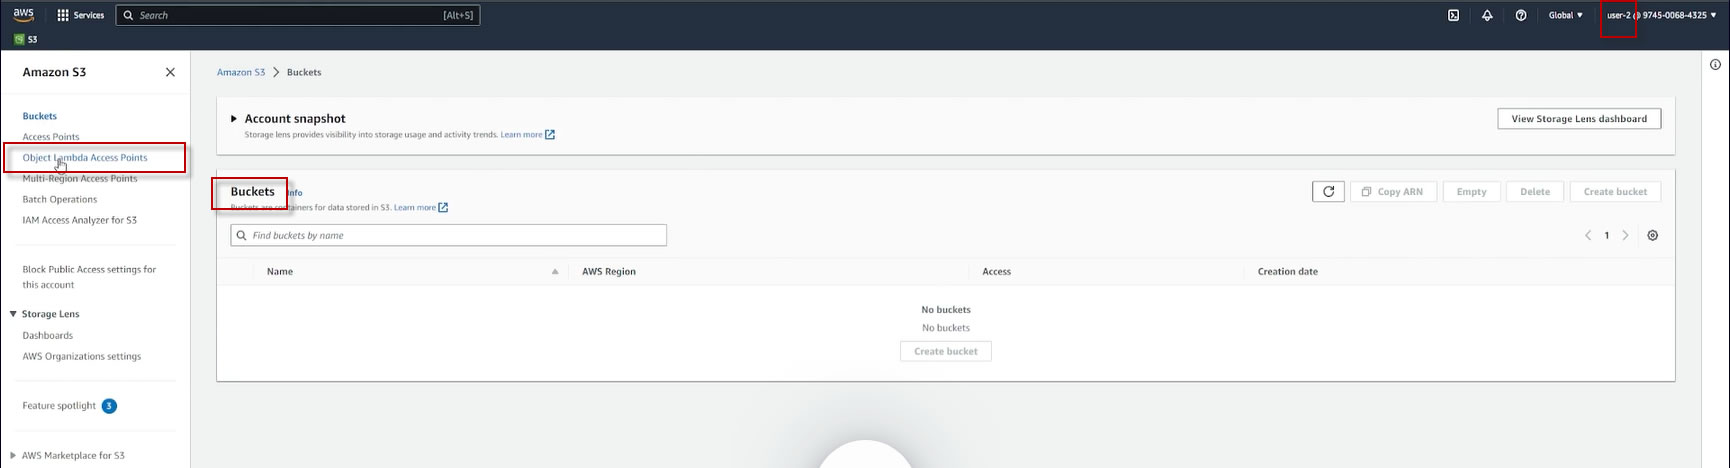 aws Services Search [Alt+S] Global user-2 @ 9745-0068-4325
S3
Amazon S3
Buckets
Access Points
Object Lambda Access Points
Multi-Region Access Points
Batch Operations
IAM Access Analyzer for S3
Block Public Access settings for
this account
Storage Lens
Dashboards
AWS Organizations settings
Feature spotlight 3
AWS Marketplace for S3
Amazon S3 > Buckets
Account snapshot
Storage lens provides visibility into storage usage and activity trends. Learn more
View Storage Lens dashboard
Buckets Info
Buckets are containers for data stored in S3. Learn more
Copy ARN Empty Delete Create bucket
Find buckets by name
1
Name AWS Region Access Creation date
No buckets
No buckets
Create bucket